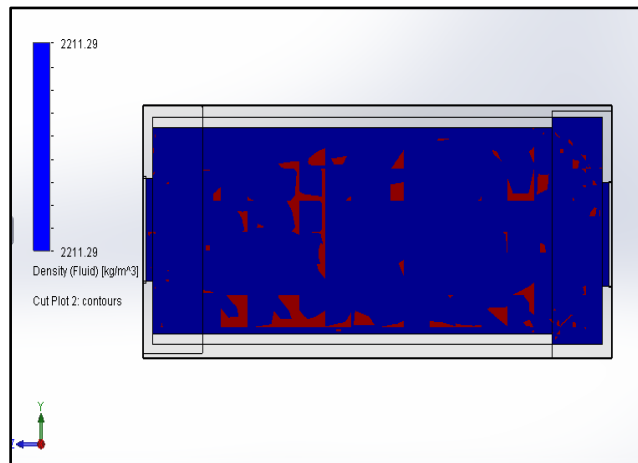 2211.29
2211.29
Density (Fluid) [kg/m^3]
Cut Plot 2: contours
Y
Z